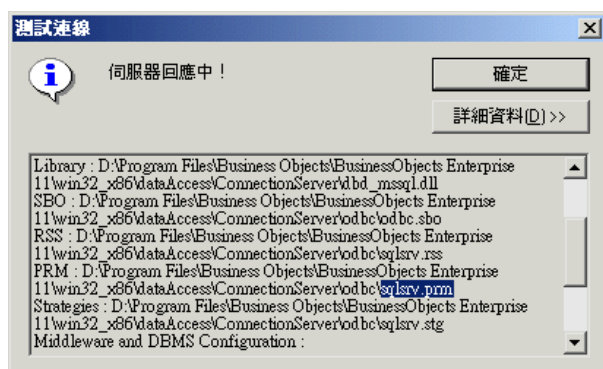 測試連線
伺服器回應中！
確定
詳細資料(D)>>
Library : D:\Program Files\Business Objects\BusinessObjects Enterprise
11\win32_x86\dataAccess\ConnectionServer\dbd_mssql.dll
SBO : D:\Program Files\Business Objects\BusinessObjects Enterprise
11\win32_x86\dataAccess\ConnectionServer\odbc\odbc.sbo
RSS : D:\Program Files\Business Objects\BusinessObjects Enterprise
11\win32_x86\dataAccess\ConnectionServer\odbc\sqlsrv.rss
PRM : D:\Program Files\Business Objects\BusinessObjects Enterprise
11\win32_x86\dataAccess\ConnectionServer\odbc\sqlsrv.prm
Strategies : D:\Program Files\Business Objects\BusinessObjects Enterprise
11\win32_x86\dataAccess\ConnectionServer\odbc\sqlsrv.stg
Middleware and DBMS Configuration :